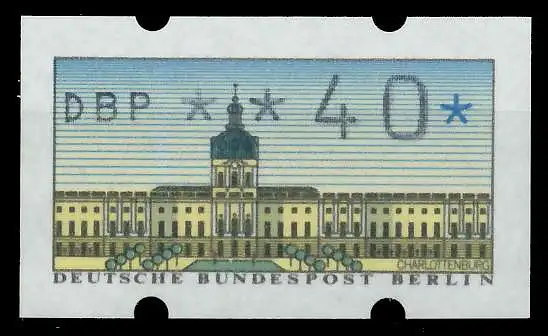 DBP * * 40*
CHARLOTTENBURG
DEUTSCHE BUNDESPOST BERLIN